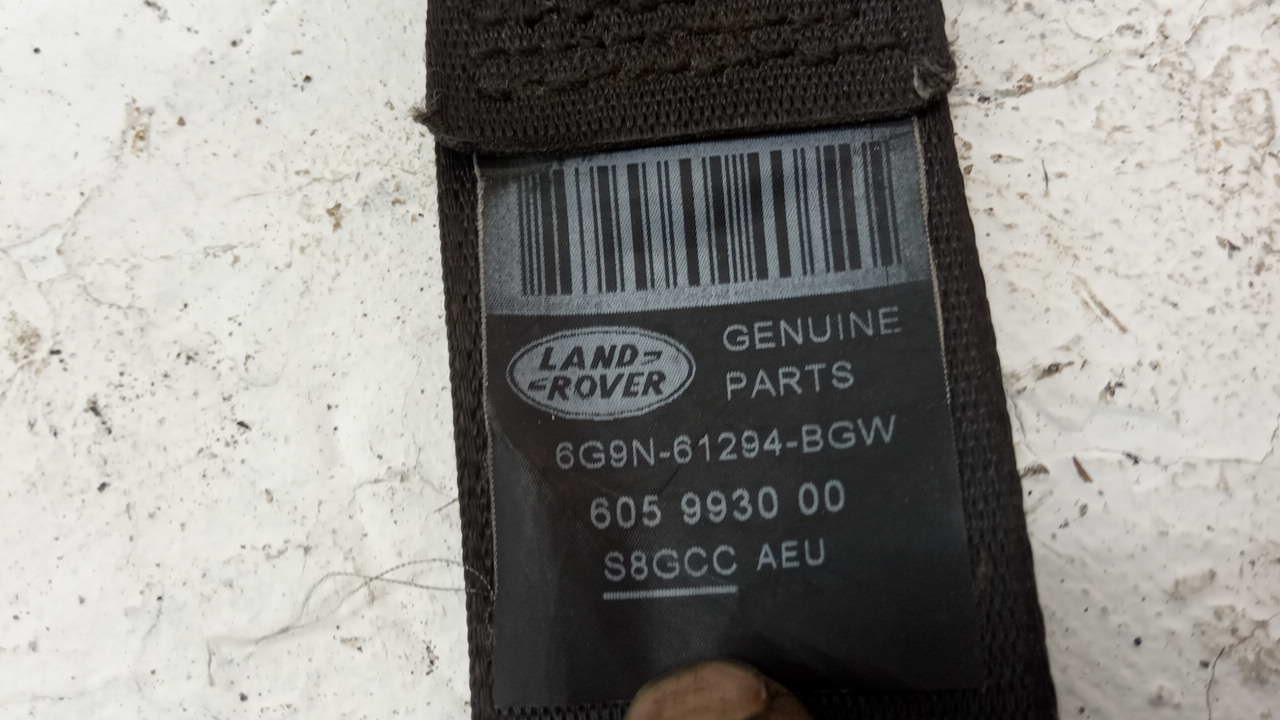 GENUINE
PARTS
LAND
ROVER
6G9N-61294-BGW
605 9930 00
S8GCC AEU